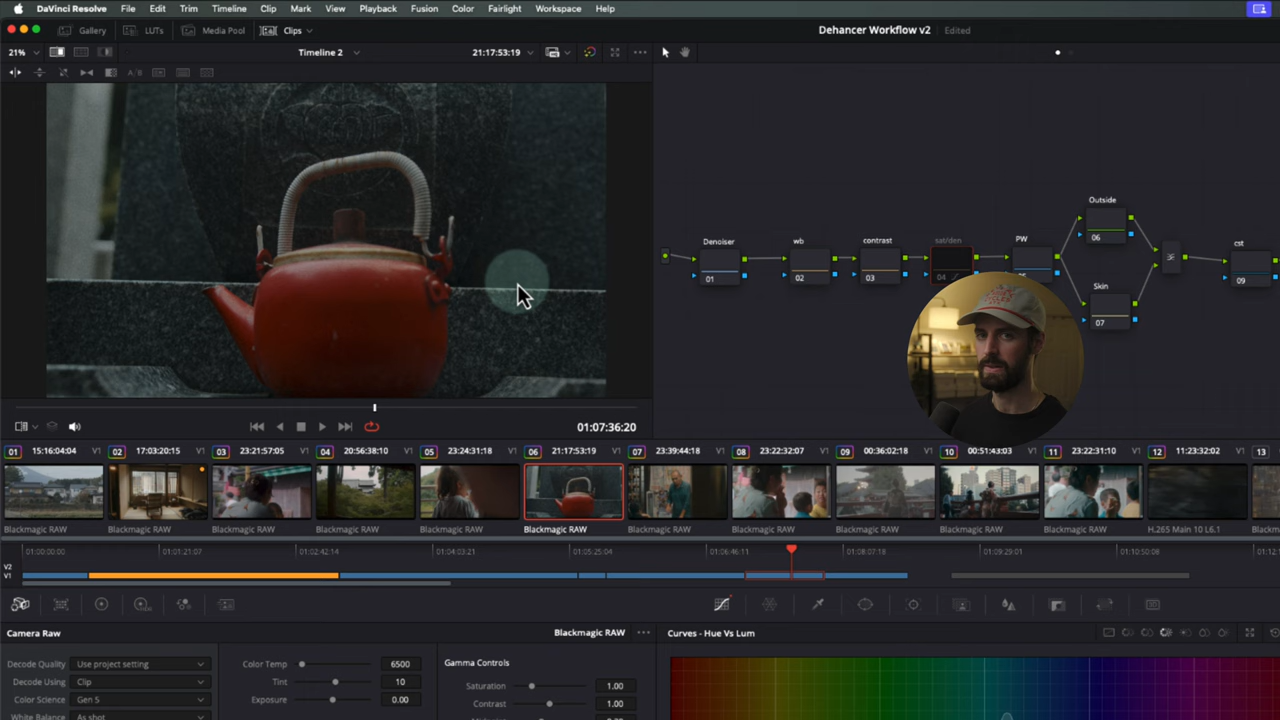 DaVinci Resolve File Edit Trim Timeline Clip Mark View Playback Fusion Color Fairlight Workspace Help
Gallery LUTs Media Pool Clips Dehancer Workflow v2 Edited
21% Timeline 2 21:17:53:19
A/B
Outside
06
Denoiser
01
wb
02
contrast
03
sat/den
04
PW
Skin
07
cst
09
01:07:36:20
01 15:16:04:04 V1 02 17:03:20:15 V1 03 23:21:57:05 V1 04 20:56:38:10 V1 05 23:24:31:18 V1 06 21:17:53:19 V1 07 23:39:44:18 V1 08 22:22:32:07 V1 09 00:36:02:18 V1 10 00:51:43:03 V1 11 22:22:31:10 V1 12 11:23:32:02 V1 13
Blackmagic RAW Blackmagic RAW Blackmagic RAW Blackmagic RAW Blackmagic RAW Blackmagic RAW Blackmagic RAW Blackmagic RAW Blackmagic RAW Blackmagic RAW Blackmagic RAW H.265 Main 10 L6.1
01:00:00:00 01:01:21:07 01:02:42:14 01:04:03:21 01:05:25:04 01:06:46:11 01:08:07:18 01:09:29:01 01:10:50:08
V2
V1
Camera Raw Blackmagic RAW Curves - Hue Vs Lum
Decode Quality Use project setting Color Temp 6500 Gamma Controls
Decode Using Clip Tint 10 Saturation 1.00
Color Science Gen 5 Exposure 0.00 Contrast 1.00
White Balance As shot